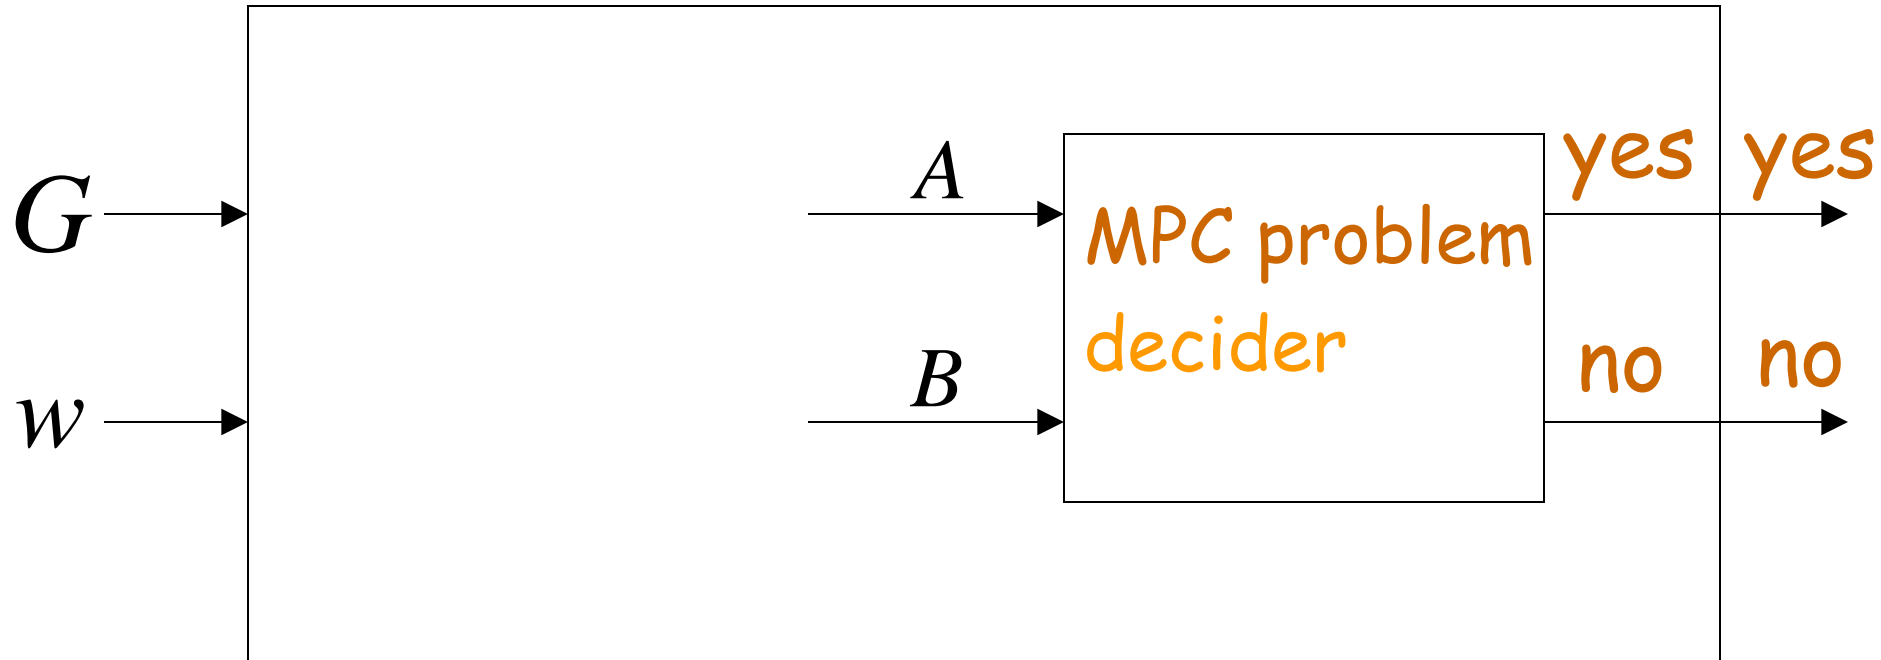 G
w
A
B
MPC problem
decider
yes
no
yes
no